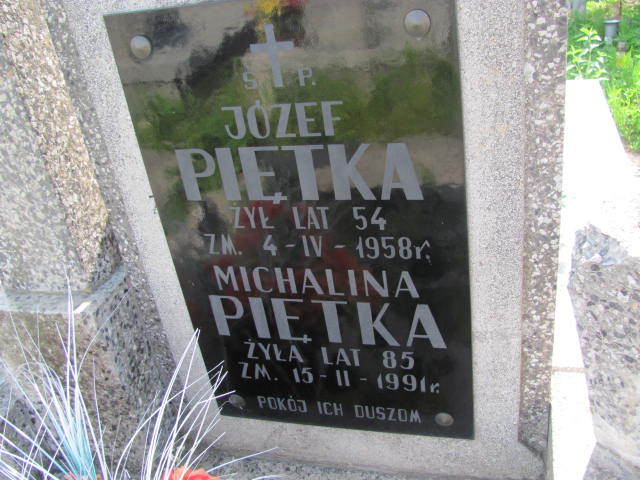 Ś. P.
JÓZEF
PIĘTKA
ŻYŁ LAT 54
ZM. 4-IV-1958r.
MICHALINA
PIĘTKA
ŻYŁA LAT 85
ZM. 15-II-1991r.
POKÓJ ICH DUSZOM